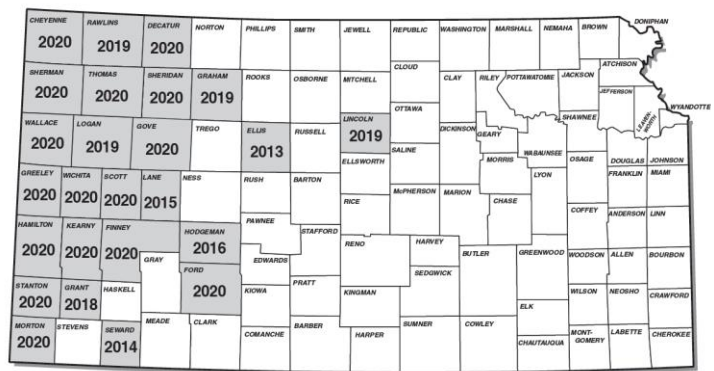 CHEYENNE RAWLINS DECATUR NORTON PHILLIPS SMITH JEWELL REPUBLIC WASHINGTON MARSHALL NEMAHA BROWN DONIPHAN
2020 2019 2020
ATCHISON
SHERMAN THOMAS SHERIDAN GRAHAM ROOKS OSBORNE MITCHELL CLOUD CLAY RILEY POTTAWATOMIE JACKSON JEFFERSON
2020 2020 2020 2019
WYANDOTTE
WALLACE LOGAN GOVE TREGO ELLIS RUSSELL LINCOLN OTTAWA DICKINSON GEARY SHAWNEE LEAVEN-
WORTH
2020 2019 2020 2013 2019
SALINE MORRIS WABAUNSEE OSAGE DOUGLAS JOHNSON
GREELEY WICHITA SCOTT LANE NESS RUSH BARTON ELLSWORTH McPHERSON MARION LYON FRANKLIN MIAMI
2020 2020 2020 2015
RICE CHASE
HAMILTON KEARNY FINNEY HODGEMAN PAWNEE STAFFORD COFFEY ANDERSON LINN
2020 2020 2020 2016
GRAY EDWARDS RENO HARVEY BUTLER GREENWOOD WOODSON ALLEN BOURBON
FORD SEDGWICK
2020
STANTON GRANT HASKELL KIOWA PRATT KINGMAN ELK WILSON NEOSHO CRAWFORD
2020 2018
MORTON STEVENS SEWARD MEADE CLARK COMANCHE BARBER HARPER SUMNER COWLEY CHAUTAUQUA MONT-
GOMERY LABETTE CHEROKEE
2020 2014